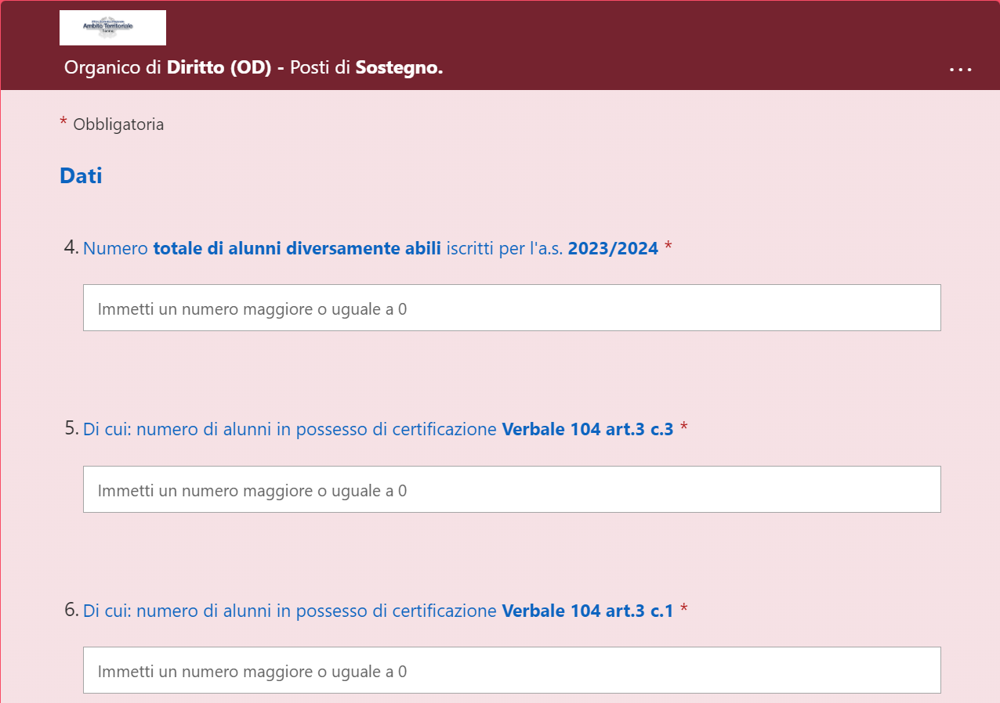 Ambito Territoriale
Torino
Organico di Diritto (OD) - Posti di Sostegno.
...
* Obbligatoria
Dati
4. Numero totale di alunni diversamente abili iscritti per l'a.s. 2023/2024 *
Immetti un numero maggiore o uguale a 0
5. Di cui: numero di alunni in possesso di certificazione Verbale 104 art.3 c.3 *
Immetti un numero maggiore o uguale a 0
6. Di cui: numero di alunni in possesso di certificazione Verbale 104 art.3 c.1 *
Immetti un numero maggiore o uguale a 0